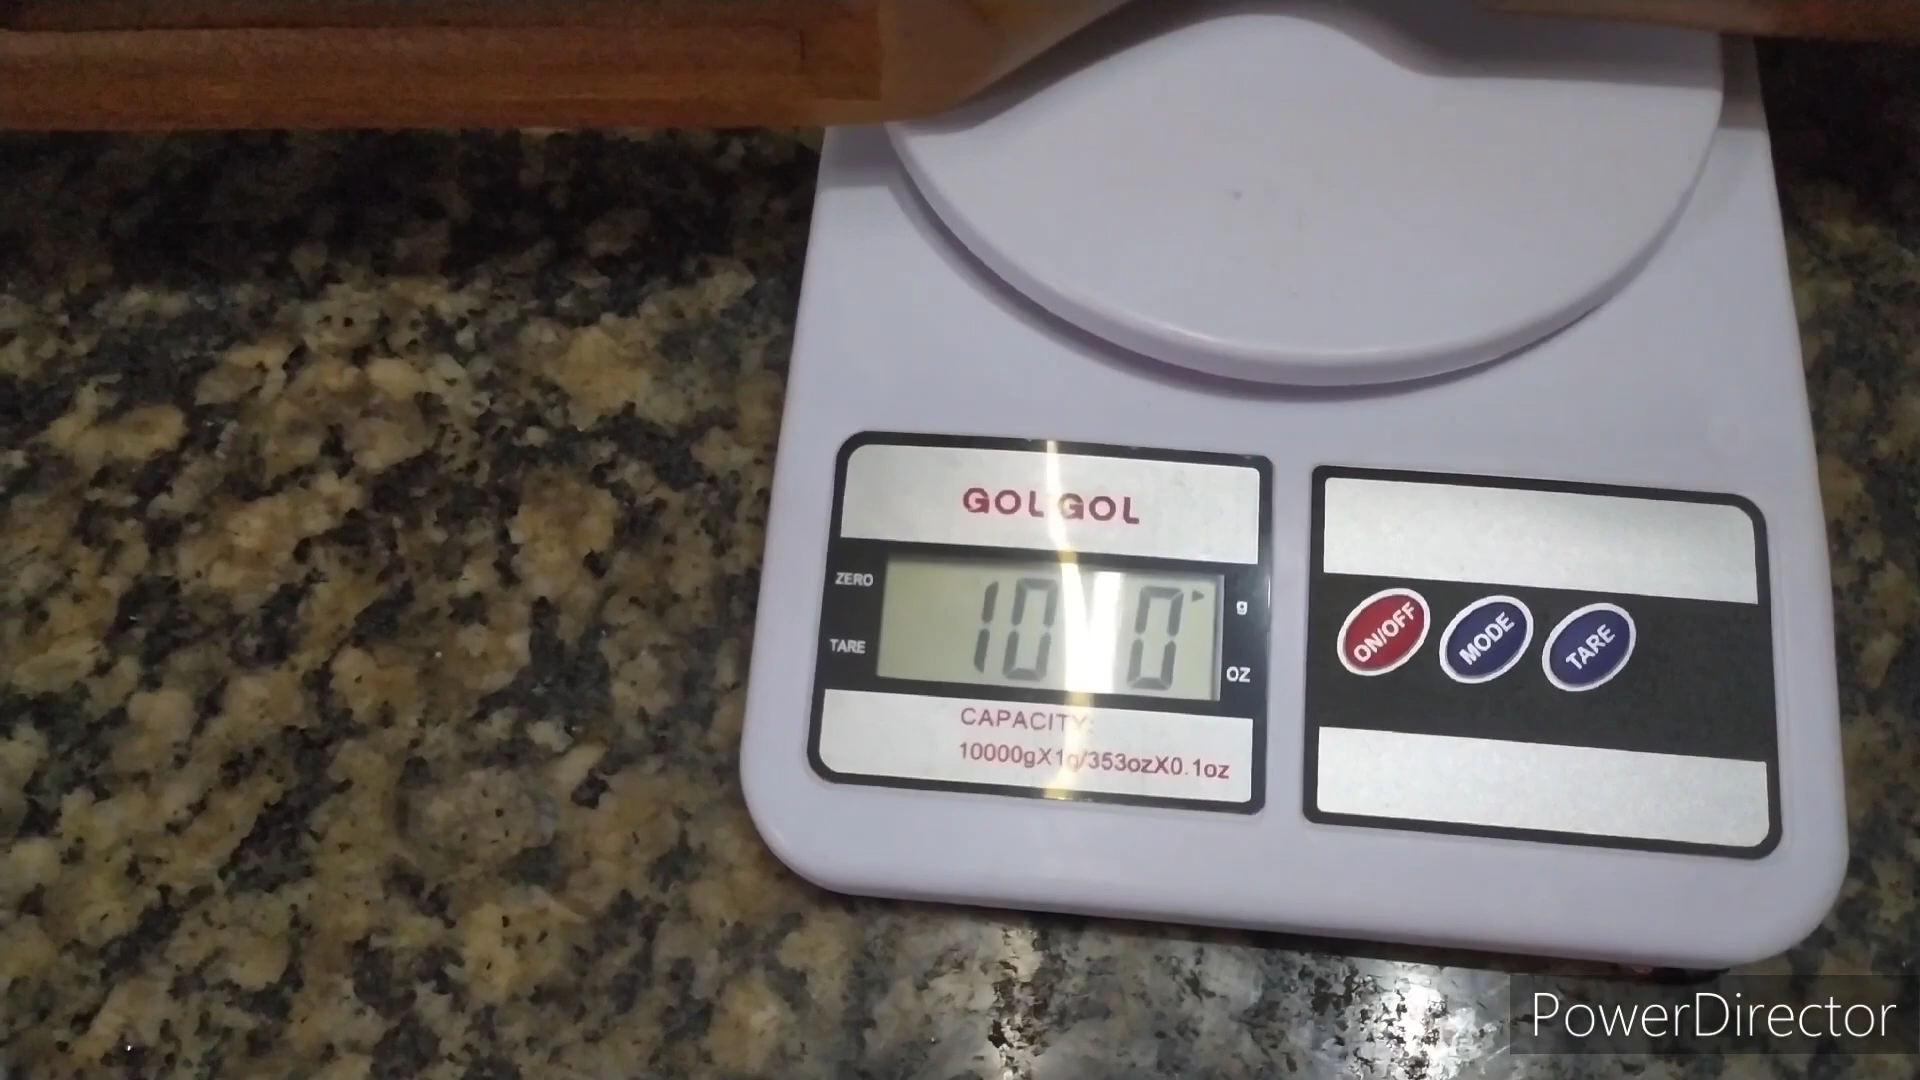 GOL GOL
ZERO
g
TARE
OZ
CAPACITY:
10000gX1g/353ozX0.1oz
ON/OFF
MODE
TARE
PowerDirector